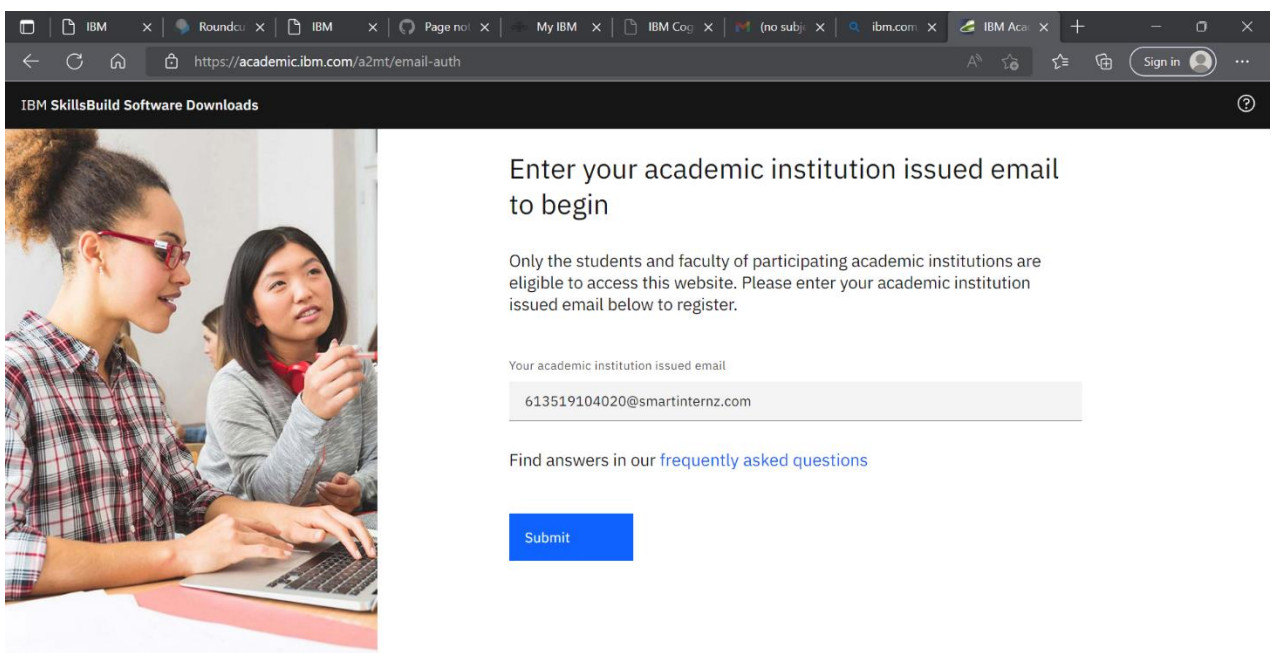 IBM
Roundcu
IBM
Page not
My IBM
IBM Cog
(no subje
ibm.com
IBM Aca
https://academic.ibm.com/a2mt/email-auth
Sign in
IBM SkillsBuild Software Downloads
Enter your academic institution issued email
to begin
Only the students and faculty of participating academic institutions are
eligible to access this website. Please enter your academic institution
issued email below to register.
Your academic institution issued email
613519104020@smartinternz.com
Find answers in our frequently asked questions
Submit